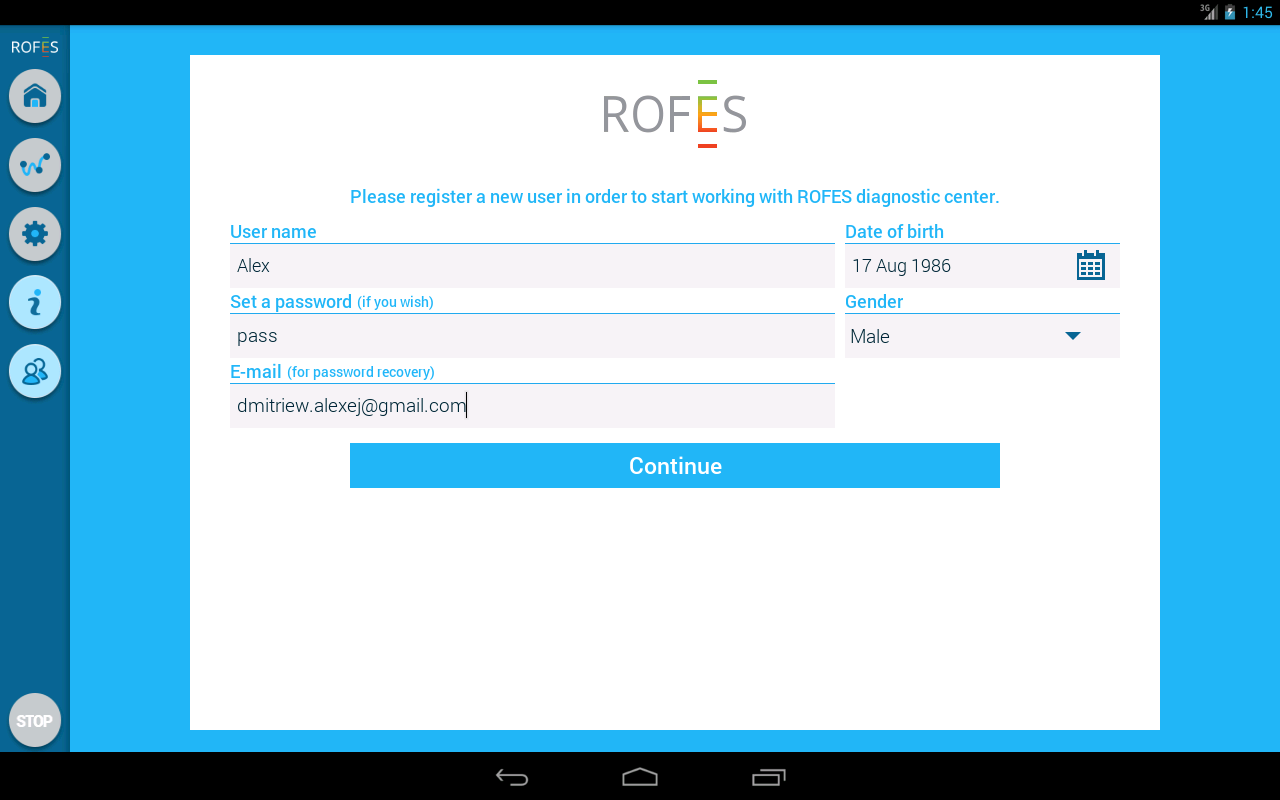 3G 1:45
ROFES
ROFES
Please register a new user in order to start working with ROFES diagnostic center.
User name
Date of birth
Alex
17 Aug 1986
Set a password (if you wish)
Gender
pass
Male
E-mail (for password recovery)
dmitriew.alexej@gmail.com
Continue
STOP